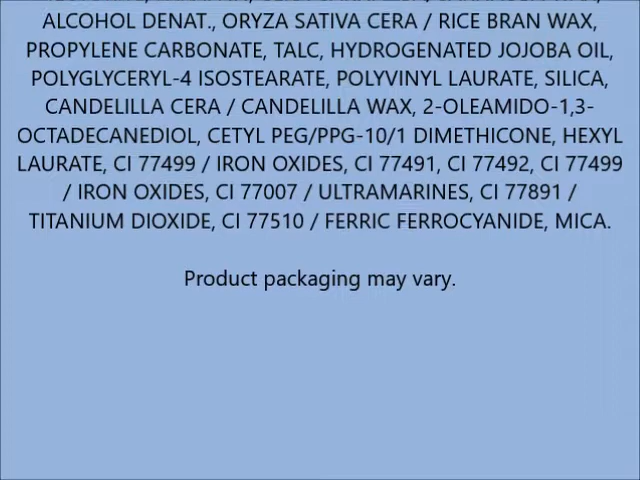 ALCOHOL DENAT., ORYZA SATIVA CERA / RICE BRAN WAX,
PROPYLENE CARBONATE, TALC, HYDROGENATED JOJOBA OIL,
POLYGLYCERYL-4 ISOSTEARATE, POLYVINYL LAURATE, SILICA,
CANDELILLA CERA / CANDELILLA WAX, 2-OLEAMIDO-1,3-
OCTADECANEDIOL, CETYL PEG/PPG-10/1 DIMETHICONE, HEXYL
LAURATE, CI 77499 / IRON OXIDES, CI 77491, CI 77492, CI 77499
/ IRON OXIDES, CI 77007 / ULTRAMARINES, CI 77891 /
TITANIUM DIOXIDE, CI 77510 / FERRIC FERROCYANIDE, MICA.
Product packaging may vary.